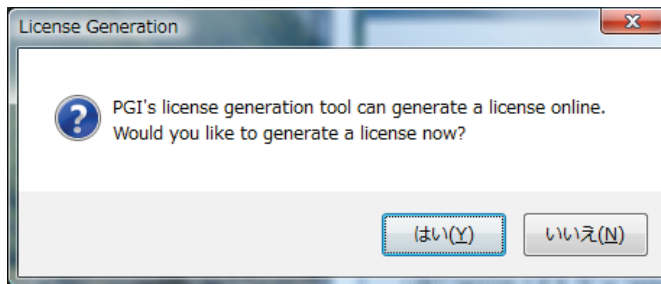 License Generation
PGI's license generation tool can generate a license online.
Would you like to generate a license now?
はい(Y)
いいえ(N)